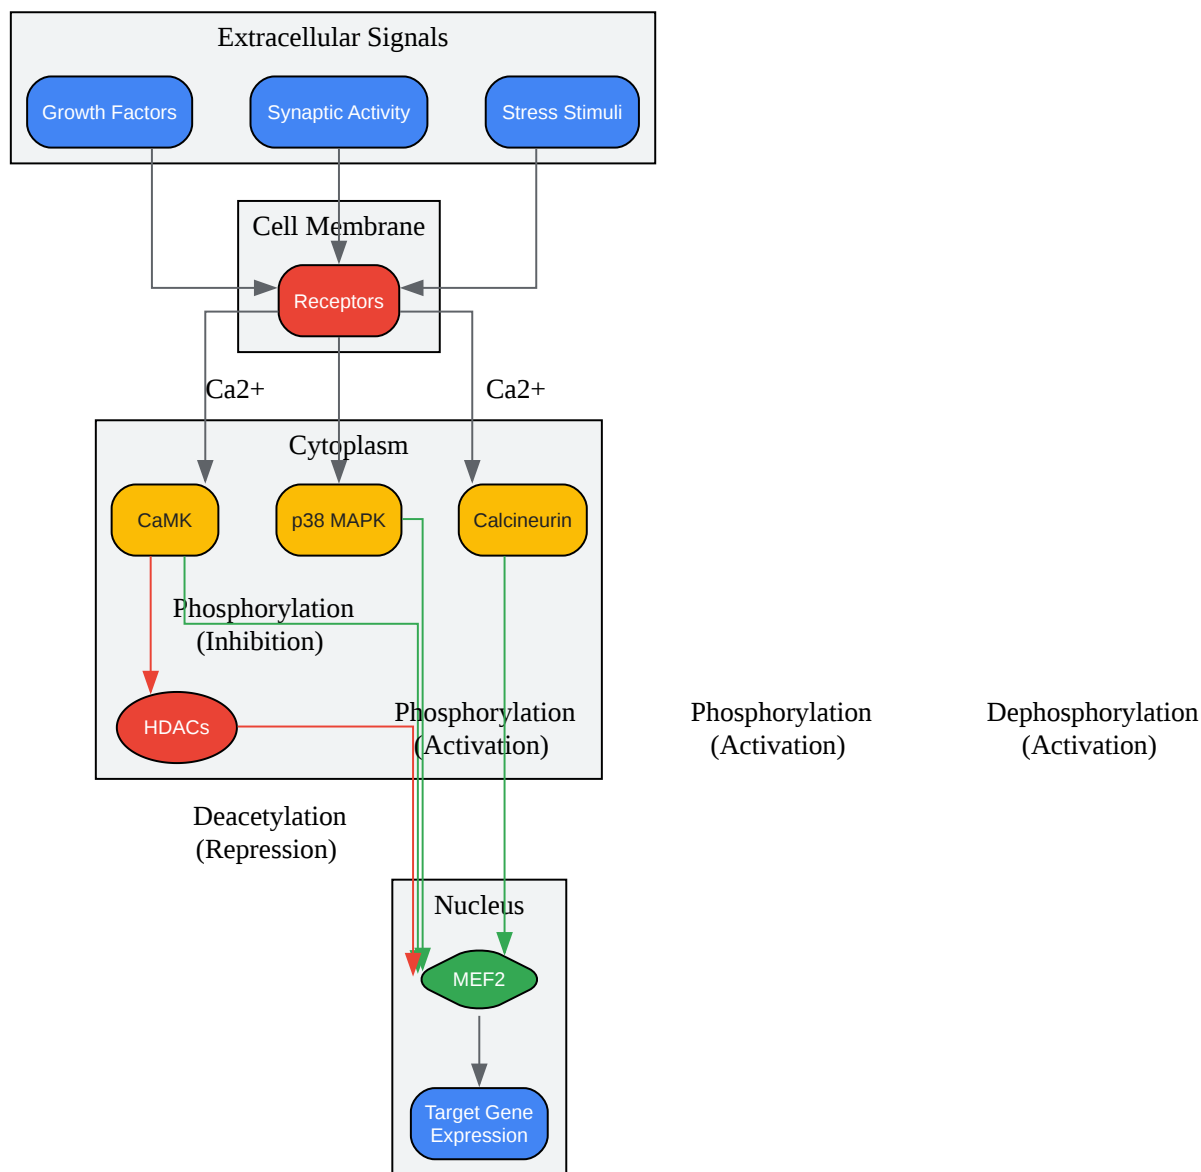 Extracellular Signals
Growth Factors
Synaptic Activity
Stress Stimuli
Cell Membrane
Receptors
Ca2+
Ca2+
Cytoplasm
CaMK
p38 MAPK
Calcineurin
Phosphorylation
(Inhibition)
HDACs
Phosphorylation
(Activation)
Phosphorylation
(Activation)
Dephosphorylation
(Activation)
Deacetylation
(Repression)
Nucleus
MEF2
Target Gene
Expression